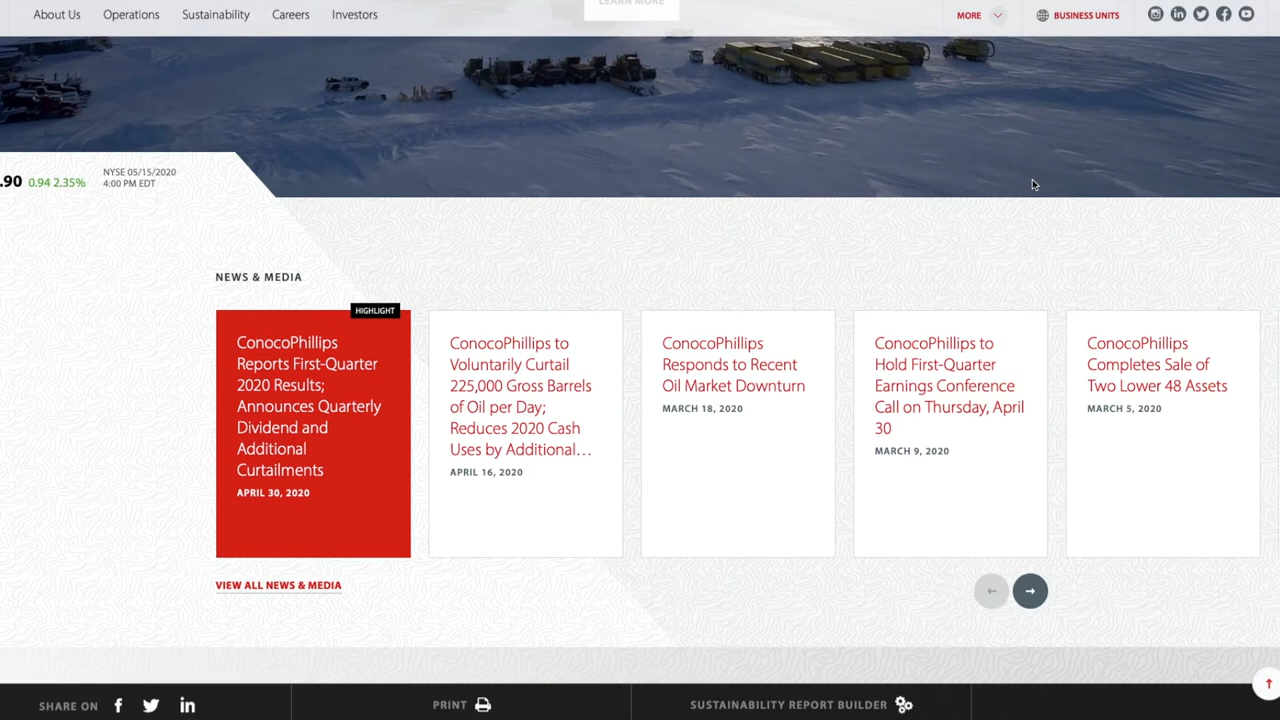 LEARN MORE
About Us
Operations
Sustainability
Careers
Investors
MORE
BUSINESS UNITS
.90 0.94 2.35%
NYSE 05/15/2020
4:00 PM EDT
NEWS & MEDIA
HIGHLIGHT
ConocoPhillips
Reports First-Quarter
2020 Results;
Announces Quarterly
Dividend and
Additional
Curtailments
APRIL 30, 2020
ConocoPhillips to
Voluntarily Curtail
225,000 Gross Barrels
of Oil per Day;
Reduces 2020 Cash
Uses by Additional...
APRIL 16, 2020
ConocoPhillips
Responds to Recent
Oil Market Downturn
MARCH 18, 2020
ConocoPhillips to
Hold First-Quarter
Earnings Conference
Call on Thursday, April
30
MARCH 9, 2020
ConocoPhillips
Completes Sale of
Two Lower 48 Assets
MARCH 5, 2020
VIEW ALL NEWS & MEDIA
SHARE ON
PRINT
SUSTAINABILITY REPORT BUILDER